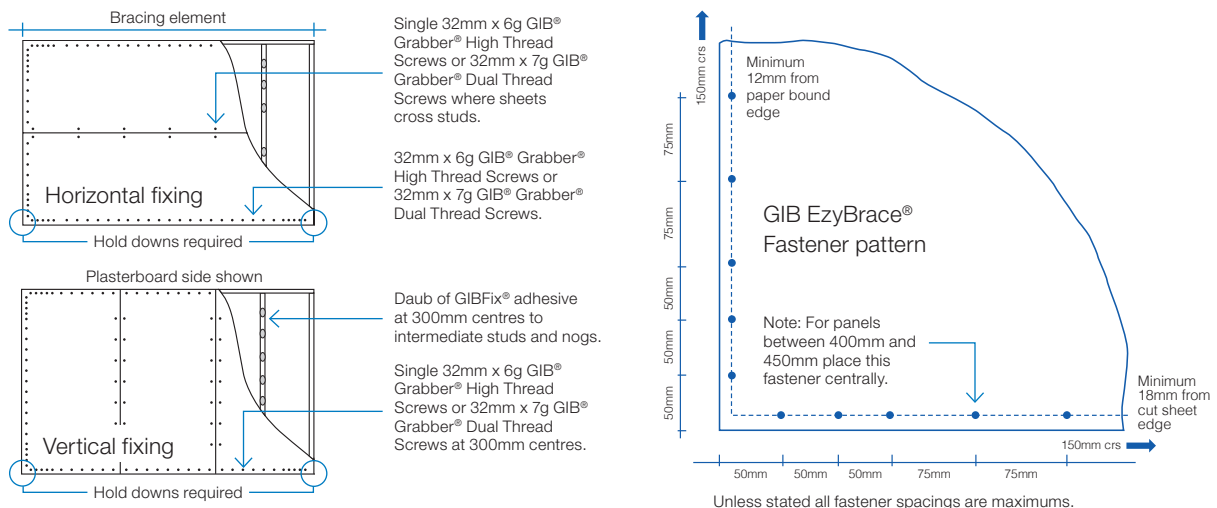 Bracing element
Single 32mm x 6g GIB®
Grabber® High Thread
Screws or 32mm x 7g GIB®
Grabber® Dual Thread
Screws where sheets
cross studs.
32mm x 6g GIB® Grabber®
High Thread Screws or
32mm x 7g GIB® Grabber®
Dual Thread Screws.
Horizontal fixing
Hold downs required
Plasterboard side shown
Daub of GIBFix® adhesive
at 300mm centres to
intermediate studs and nogs.
Single 32mm x 6g GIB®
Grabber® High Thread
Screws or 32mm x 7g GIB®
Grabber® Dual Thread
Screws at 300mm centres.
Vertical fixing
Hold downs required
150mm crs
Minimum
12mm from
paper bound
edge
75mm
75mm
50mm
50mm
50mm
GIB EzyBrace®
Fastener pattern
Note: For panels
between 400mm and
450mm place this
fastener centrally.
Minimum
18mm from
cut sheet
edge
150mm crs
50mm
50mm
50mm
75mm
75mm
Unless stated all fastener spacings are maximums.